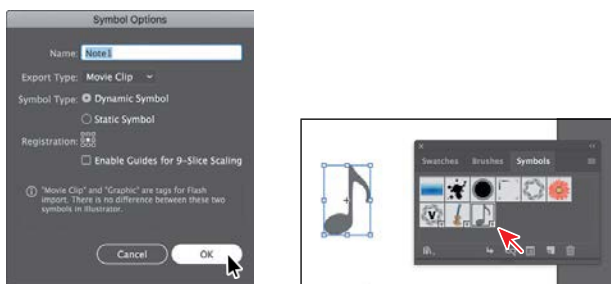 Symbol Options
Name: Note1
Export Type: Movie Clip
Symbol Type: Dynamic Symbol
Static Symbol
Registration:
Enable Guides for 9-Slice Scaling
"Movie Clip" and "Graphic" are tags for Flash
import. There is no difference between these two
symbols in Illustrator.
Cancel OK
Swatches Brushes Symbols
V